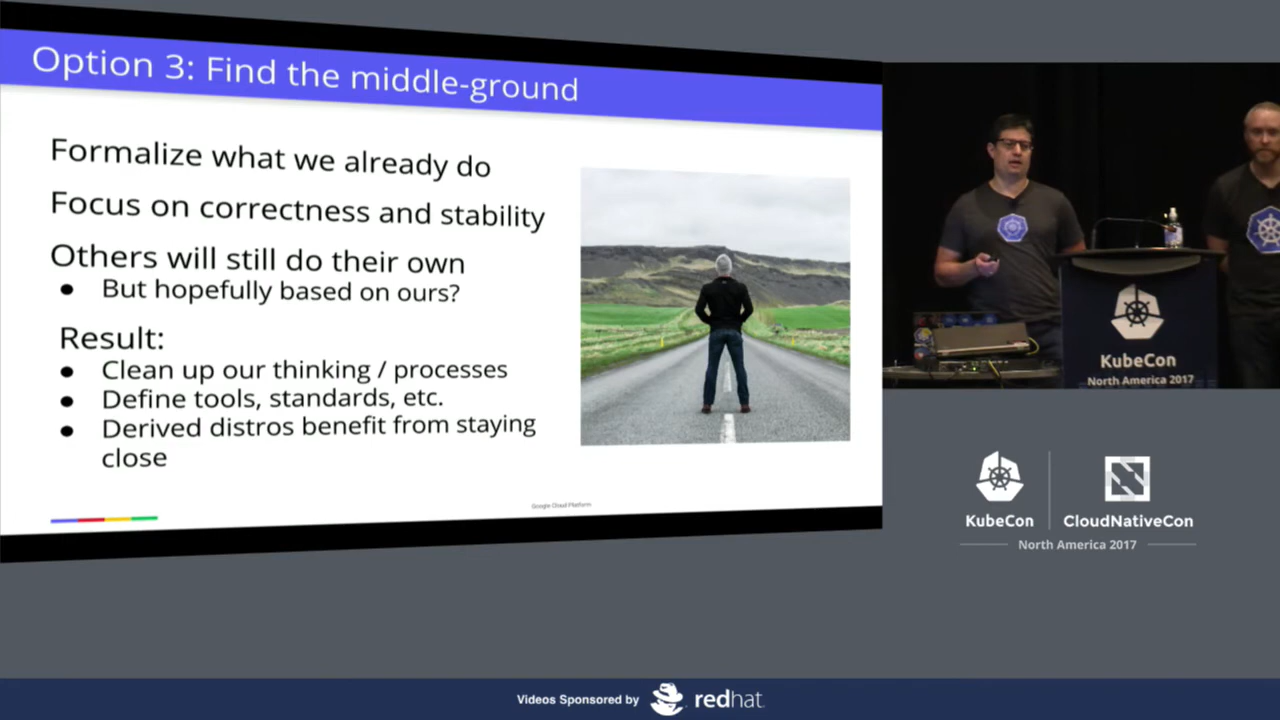 Option 3: Find the middle-ground
Formalize what we already do
Focus on correctness and stability
Others will still do their own
● But hopefully based on ours?
Result:
● Clean up our thinking / processes
● Define tools, standards, etc.
● Derived distros benefit from staying
close
Google Cloud Platform
KubeCon
North America 2017
KubeCon
CloudNativeCon
North America 2017
Videos Sponsored by
redhat.